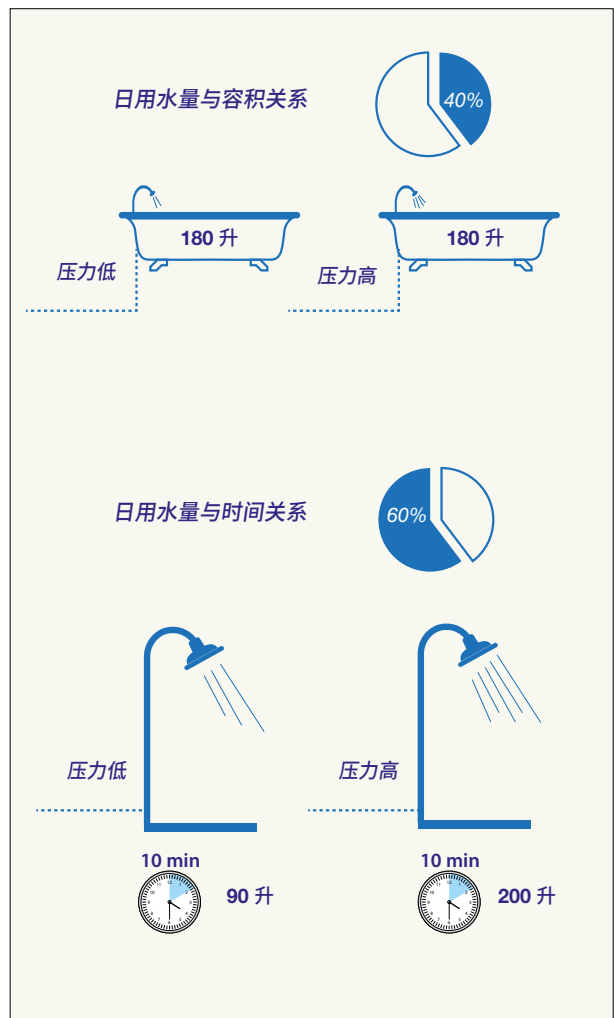 日用水量与容积关系
40%
180 升
180 升
压力低
压力高
日用水量与时间关系
60%
压力低
压力高
10 min
10 min
90 升
200 升